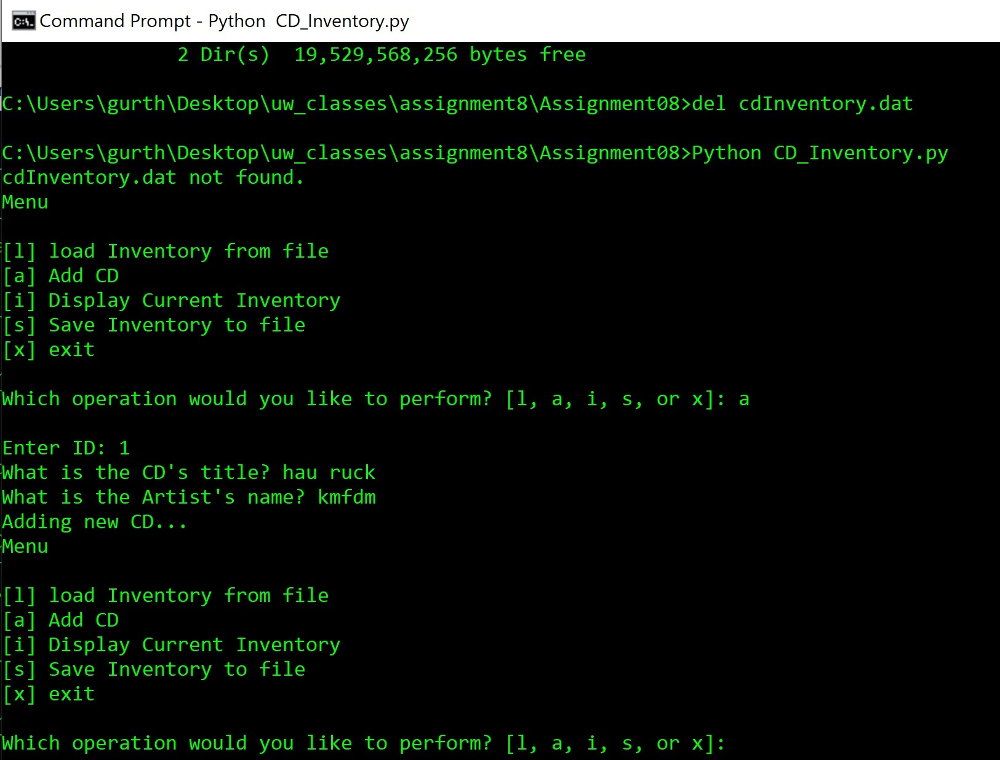 Command Prompt - Python  CD_Inventory.py
2 Dir(s)  19,529,568,256 bytes free
C:\Users\gurth\Desktop\uw_classes\assignment8\Assignment08>del cdInventory.dat
C:\Users\gurth\Desktop\uw_classes\assignment8\Assignment08>Python CD_Inventory.py
cdInventory.dat not found.
Menu
[l] load Inventory from file
[a] Add CD
[i] Display Current Inventory
[s] Save Inventory to file
[x] exit
Which operation would you like to perform? [l, a, i, s, or x]: a
Enter ID: 1
What is the CD's title? hau ruck
What is the Artist's name? kmfdm
Adding new CD...
Menu
[l] load Inventory from file
[a] Add CD
[i] Display Current Inventory
[s] Save Inventory to file
[x] exit
Which operation would you like to perform? [l, a, i, s, or x]: